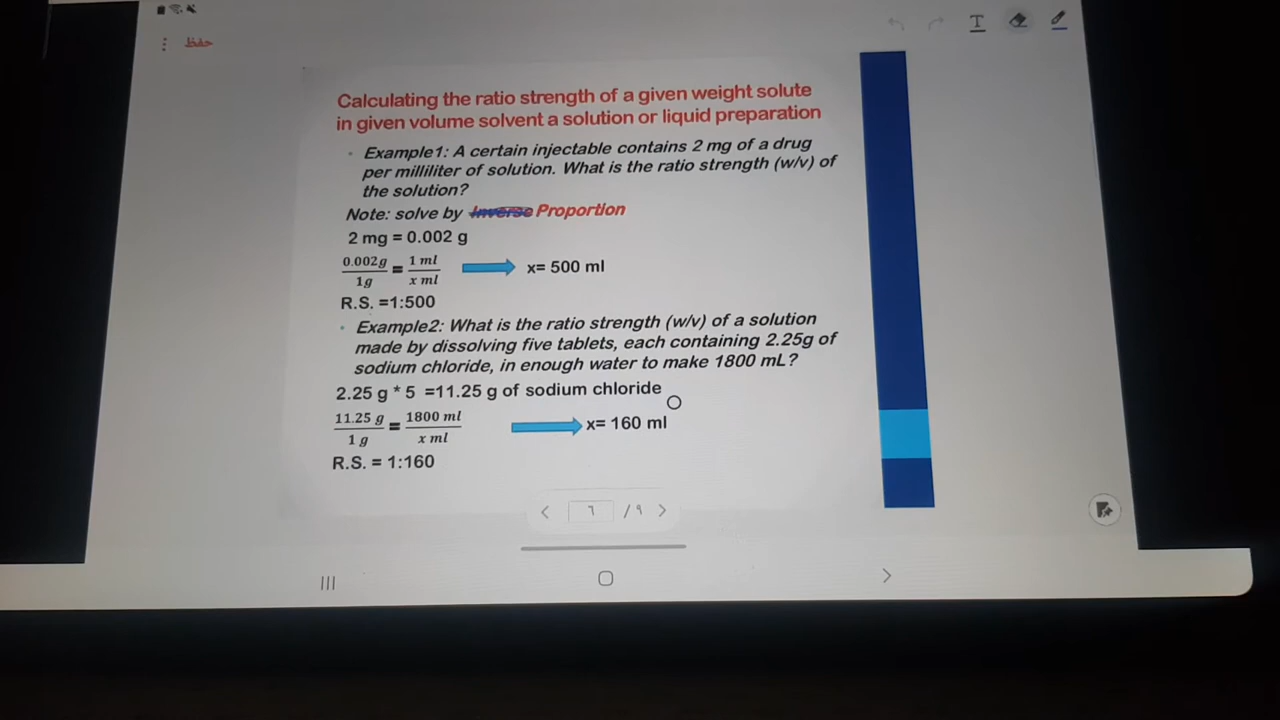 حفظ
T
Calculating the ratio strength of a given weight solute
in given volume solvent a solution or liquid preparation
Example1: A certain injectable contains 2 mg of a drug
per milliliter of solution. What is the ratio strength (w/v) of
the solution?
Note: solve by Inverse Proportion
2 mg = 0.002 g
0.002g / 1g = 1 ml / x ml x= 500 ml
R.S. =1:500
Example2: What is the ratio strength (w/v) of a solution
made by dissolving five tablets, each containing 2.25g of
sodium chloride, in enough water to make 1800 mL?
2.25 g * 5 =11.25 g of sodium chloride
11.25 g / 1 g = 1800 ml / x ml x= 160 ml
R.S. = 1:160
٦ / ٩